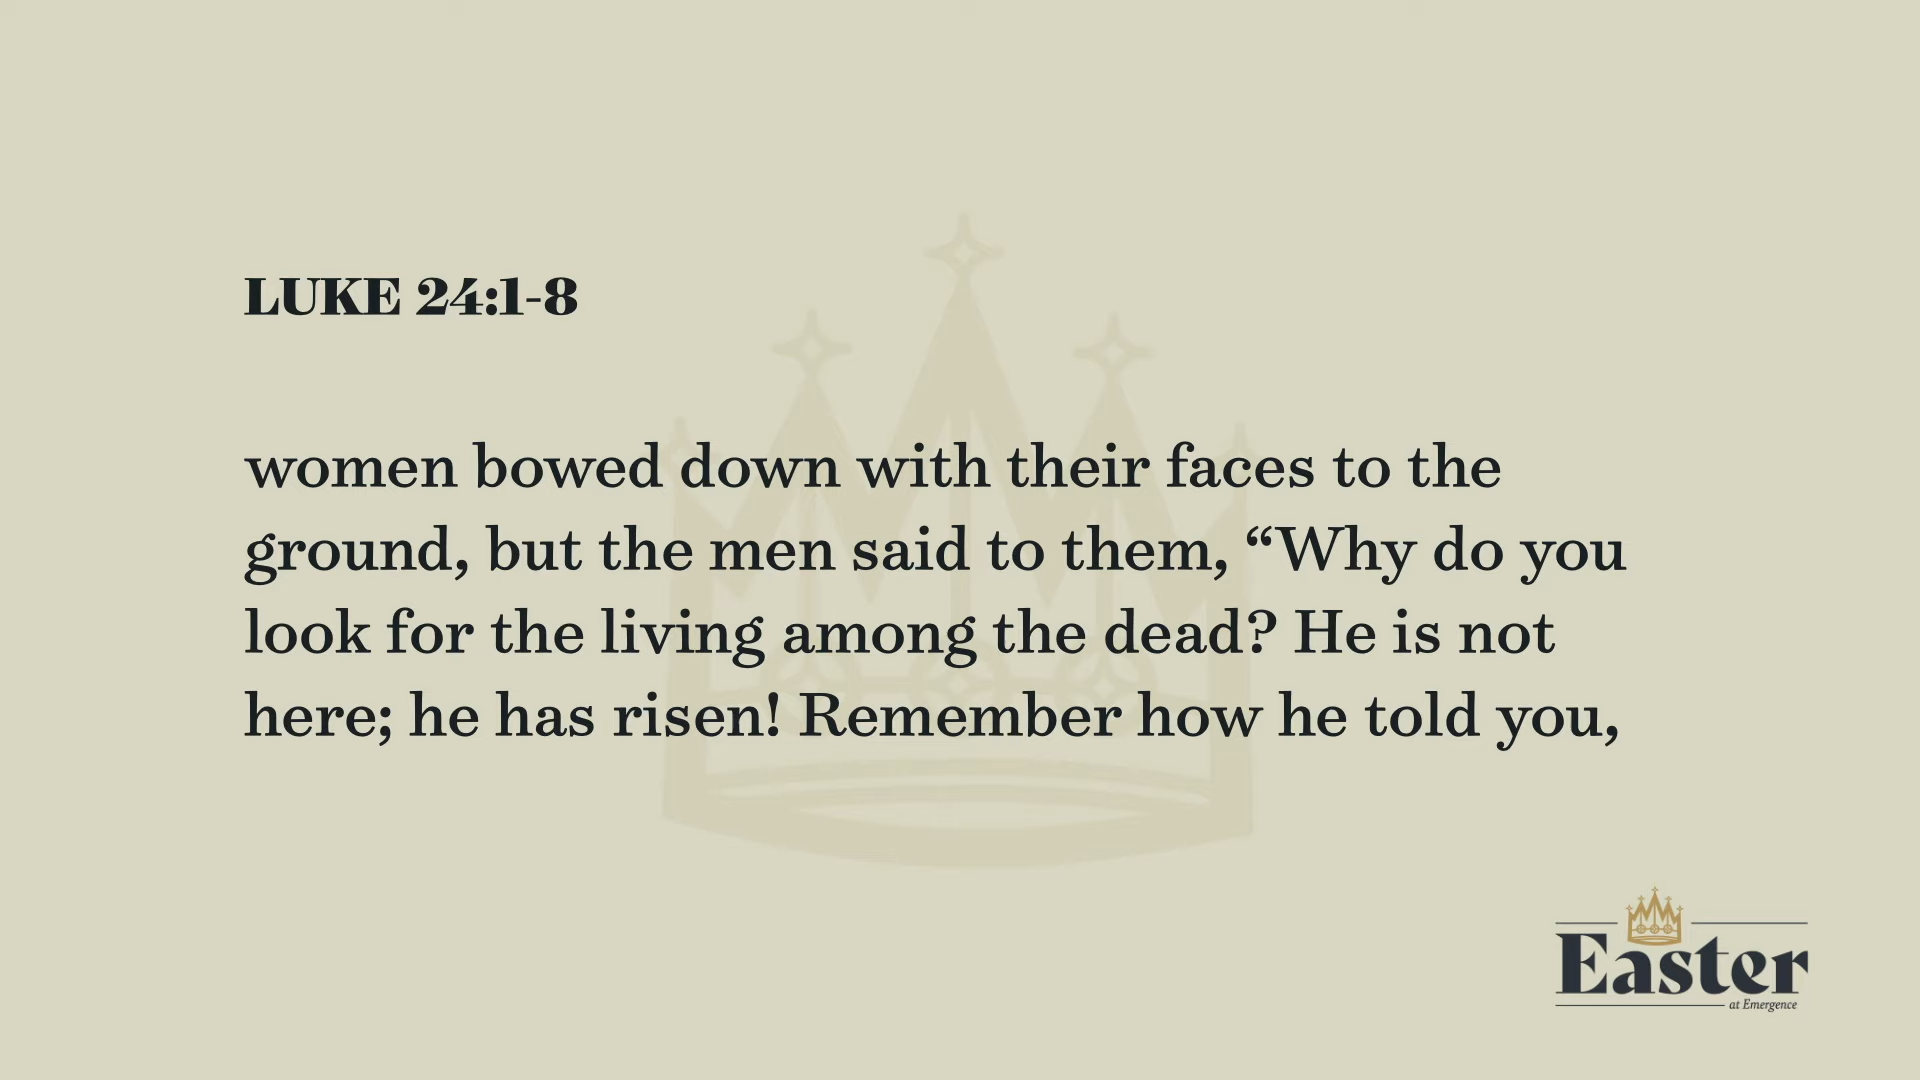 LUKE 24:1-8
women bowed down with their faces to the
ground, but the men said to them, “Why do you
look for the living among the dead? He is not
here; he has risen! Remember how he told you,
Easter
at Emergence